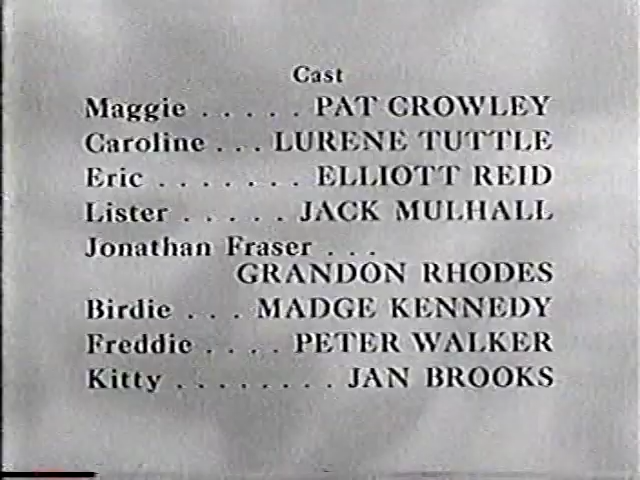 Cast
Maggie . . . . . PAT CROWLEY
Caroline . . . LURENE TUTTLE
Eric . . . . . . . ELLIOTT REID
Lister . . . . . JACK MULHALL
Jonathan Fraser . . .
GRANDON RHODES
Birdie . . . MADGE KENNEDY
Freddie . . . . PETER WALKER
Kitty . . . . . . . . JAN BROOKS